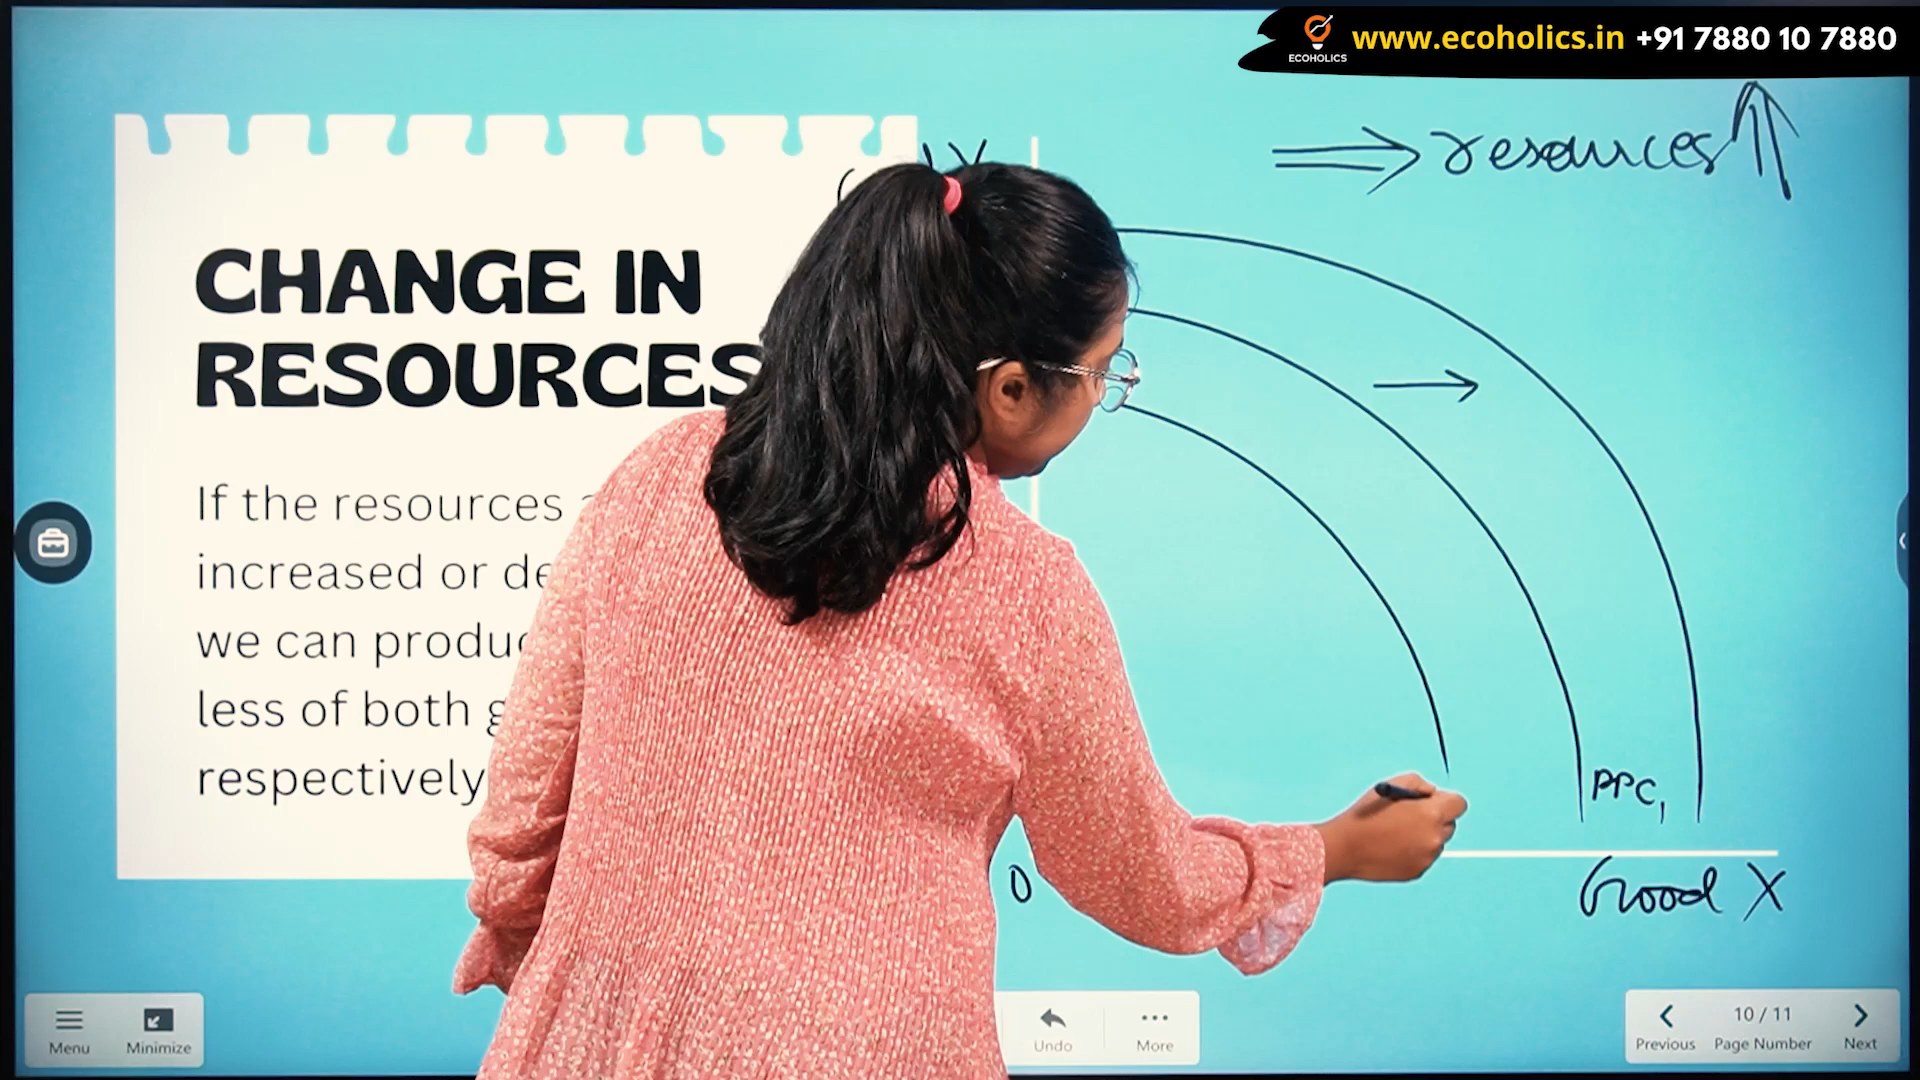 ECOHOLICS
www.ecoholics.in +91 7880 10 7880
resources
CHANGE IN
RESOURCES
If the resources
increased or de
we can produc
less of both g
respectively
PPC1
O
Good X
Menu
Minimize
Undo
More
Previous
10 / 11
Page Number
Next